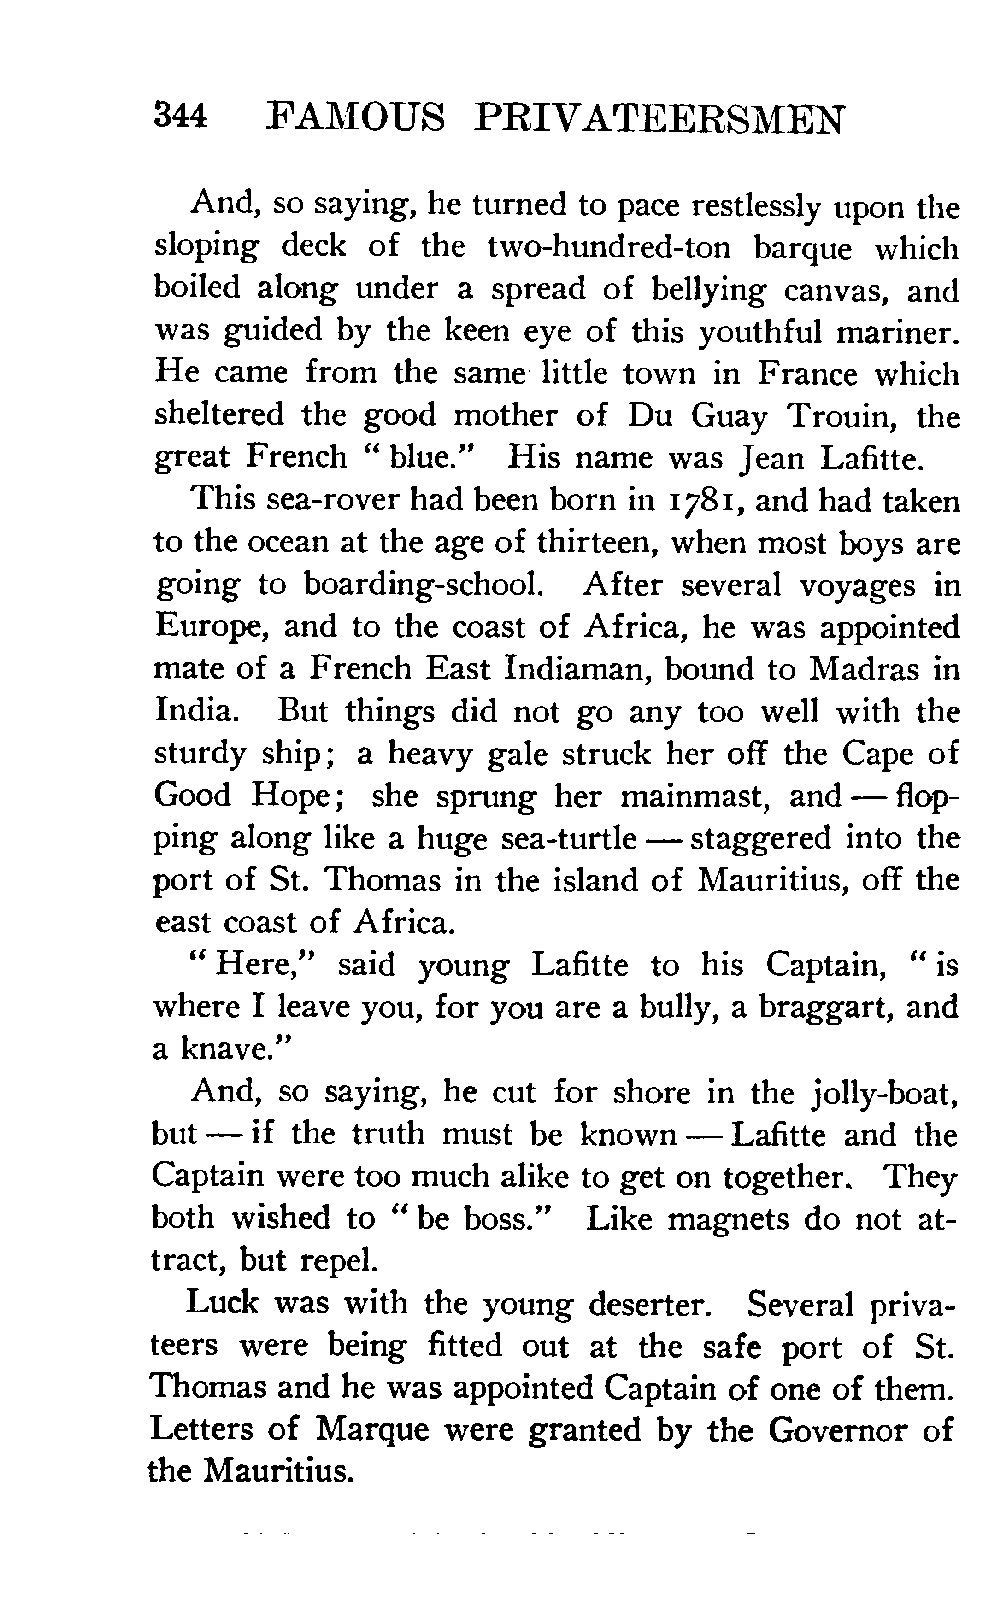 344 FAMOUS PRIVATEERSMEN
And, so saying, he turned to pace restlessly upon the
sloping deck of the two-hundred-ton barque which
boiled along under a spread of bellying canvas, and
was guided by the keen eye of this youthful mariner.
He came from the same little town in France which
sheltered the good mother of Du Guay Trouin, the
great French “ blue.” His name was Jean Lafitte.
This sea-rover had been born in 1781, and had taken
to the ocean at the age of thirteen, when most boys are
going to boarding-school. After several voyages in
Europe, and to the coast of Africa, he was appointed
mate of a French East Indiaman, bound to Madras in
India. But things did not go any too well with the
sturdy ship; a heavy gale struck her off the Cape of
Good Hope; she sprung her mainmast, and — flop-
ping along like a huge sea-turtle — staggered into the
port of St. Thomas in the island of Mauritius, off the
east coast of Africa.
“ Here,” said young Lafitte to his Captain, “ is
where I leave you, for you are a bully, a braggart, and
a knave.”
And, so saying, he cut for shore in the jolly-boat,
but — if the truth must be known — Lafitte and the
Captain were too much alike to get on together. They
both wished to “ be boss.” Like magnets do not at-
tract, but repel.
Luck was with the young deserter. Several priva-
teers were being fitted out at the safe port of St.
Thomas and he was appointed Captain of one of them.
Letters of Marque were granted by the Governor of
the Mauritius.